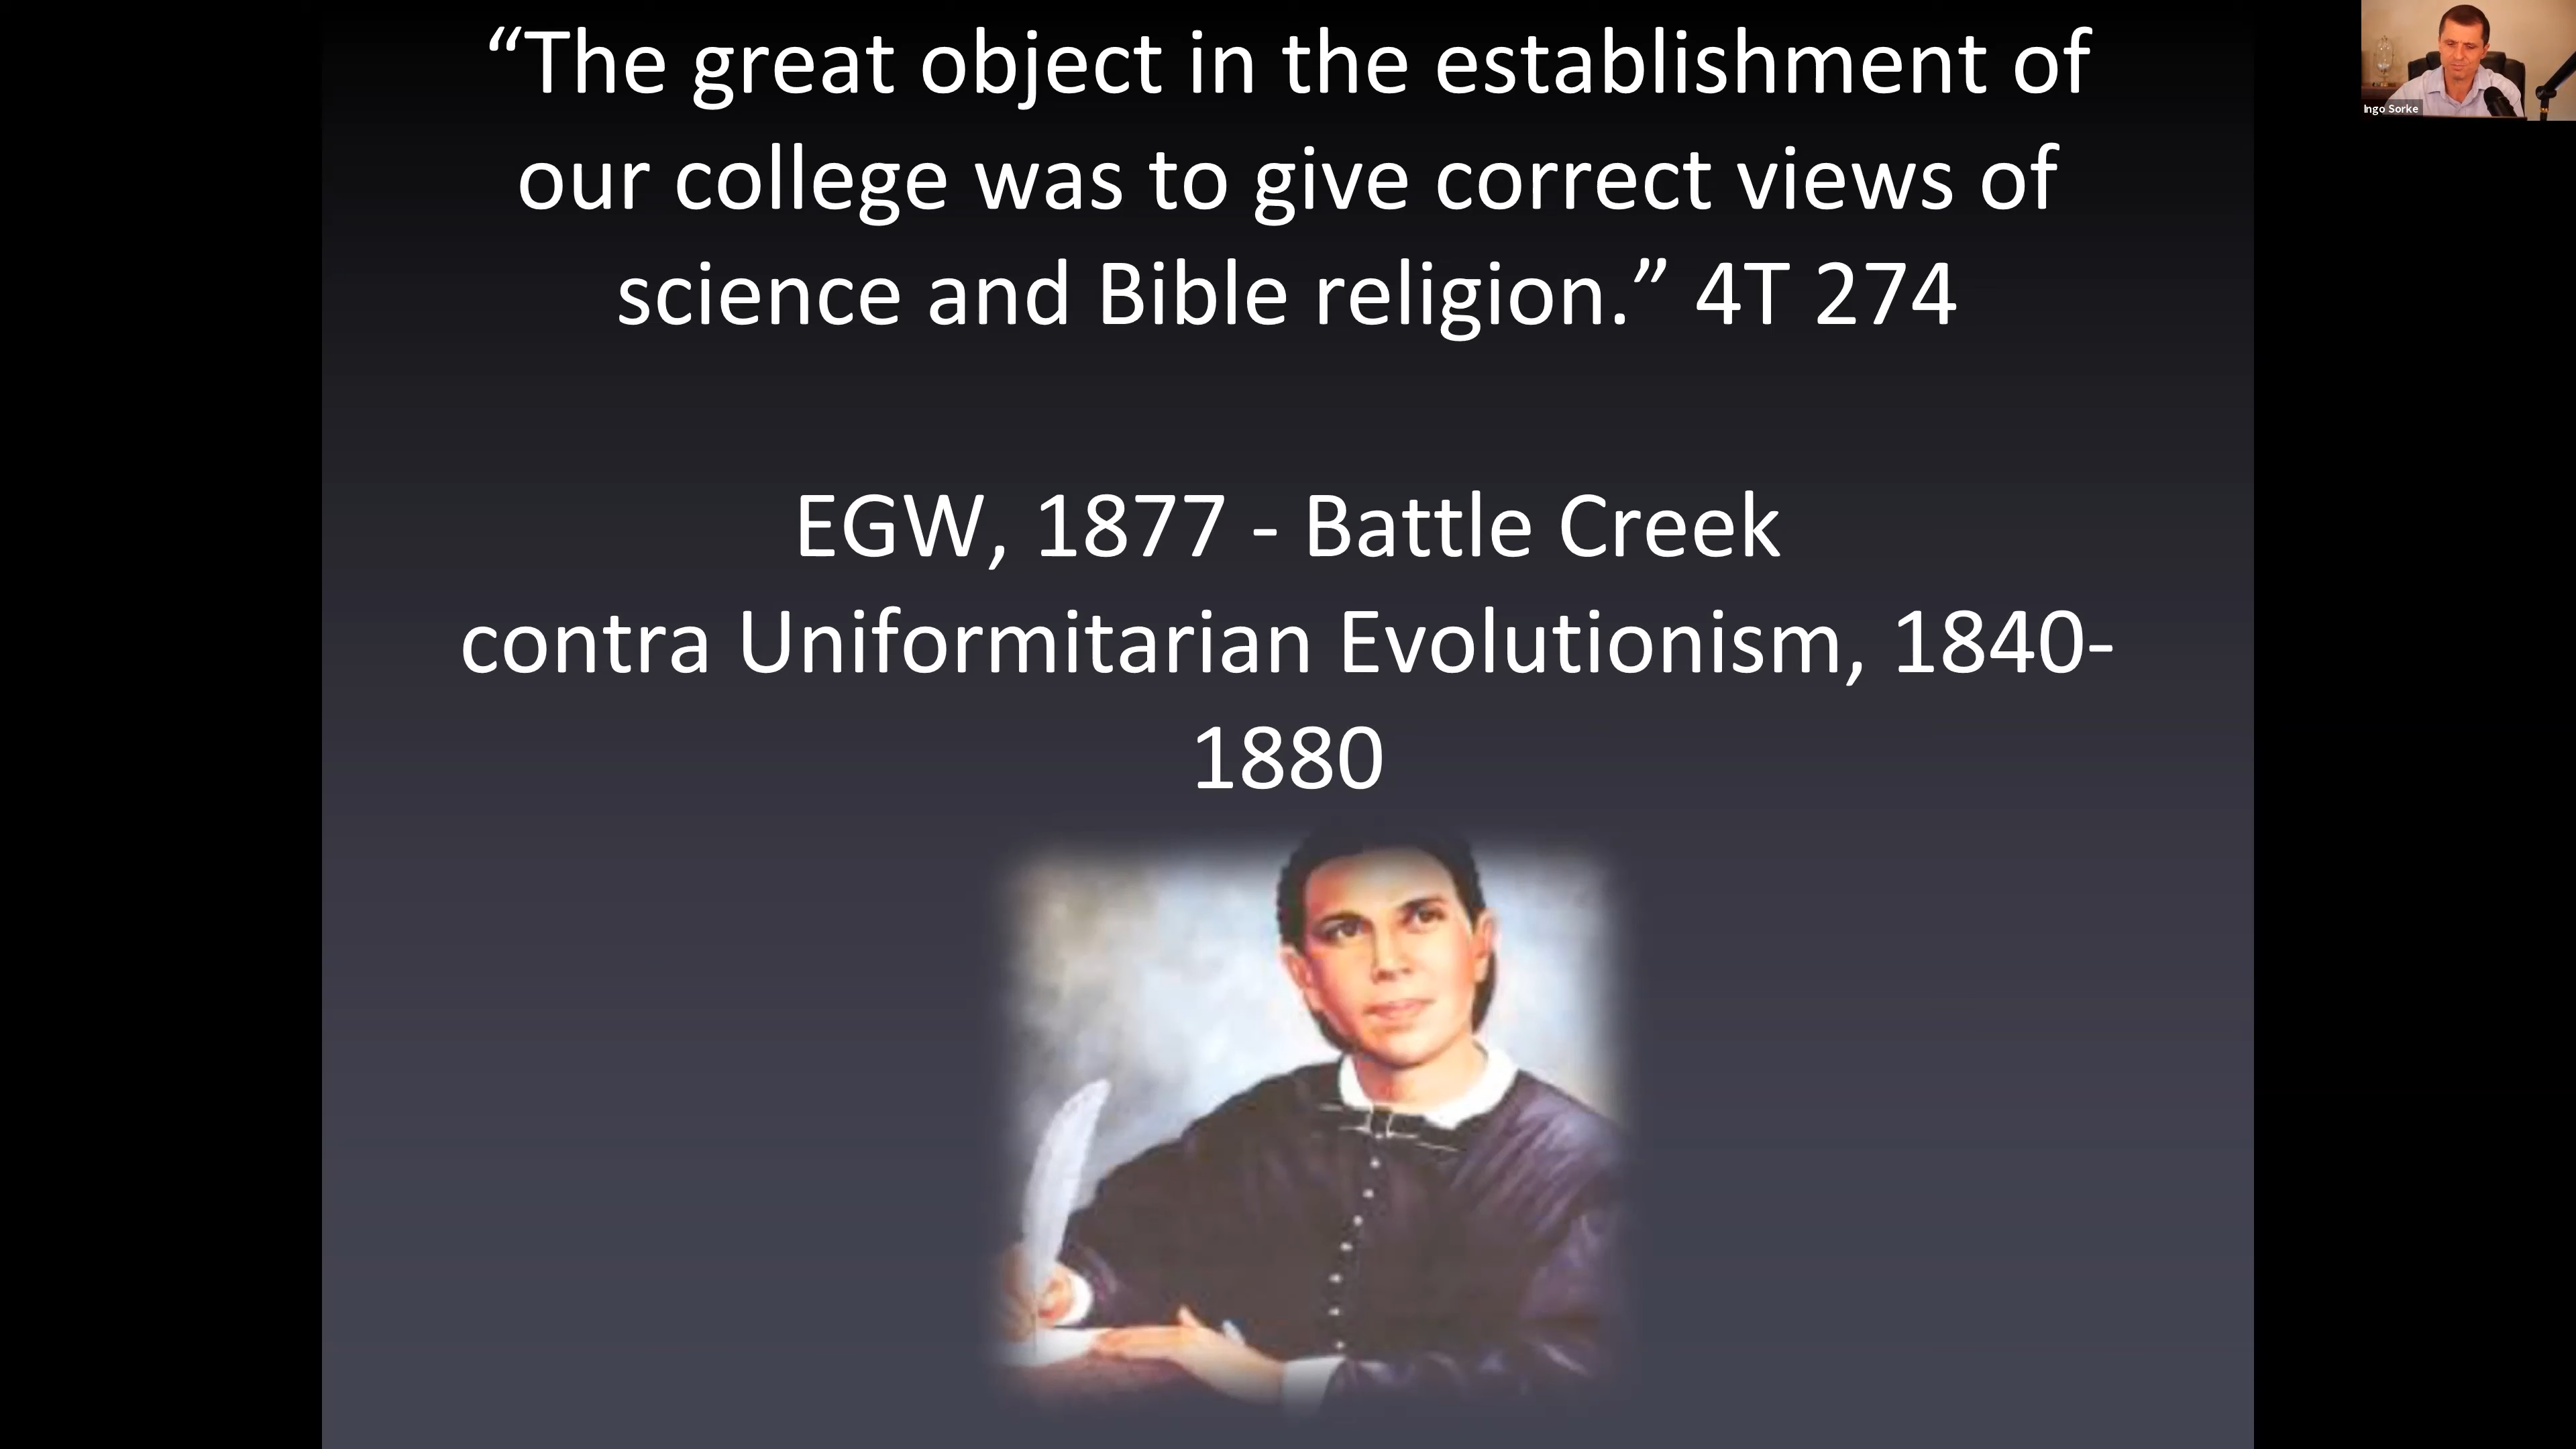 “The great object in the establishment of
our college was to give correct views of
science and Bible religion.” 4T 274
EGW, 1877 - Battle Creek
contra Uniformitarian Evolutionism, 1840-
1880
Ingo Sorke